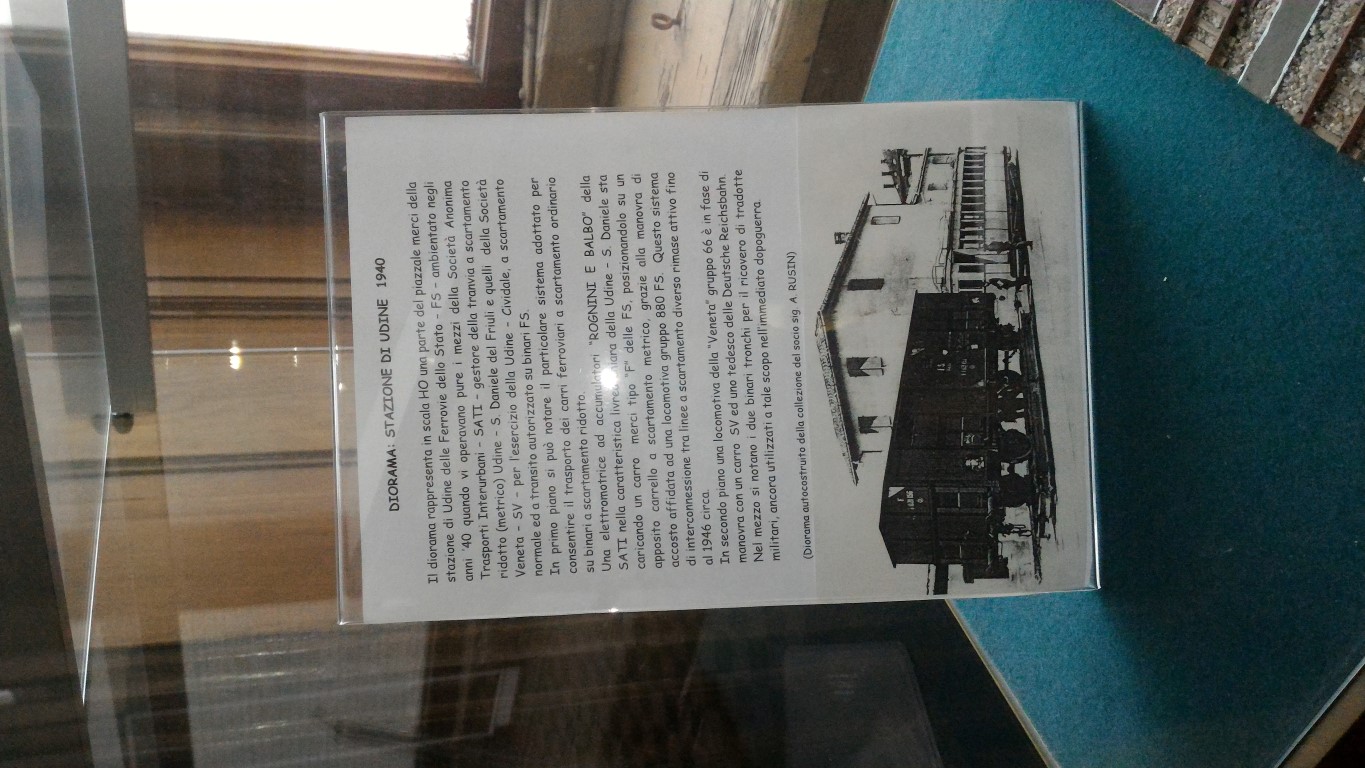 DIORAMA: STAZIONE DI UDINE 1940
Il diorama rappresenta in scala HO una parte del piazzale merci della
stazione di Udine delle Ferrovie dello Stato - FS - ambientato negli
anni '40 quando vi operavano pure i mezzi della Società Anonima
Trasporti Interurbani - SATI - gestore della tranvia a scartamento
ridotto (metrico) Udine - S. Daniele del Friuli e quelli della Società
Veneta - SV - per l'esercizio della Udine - Cividale, a scartamento
normale ed a transito autorizzato su binari FS.
In primo piano si può notare il particolare sistema adottato per
consentire il trasporto dei carri ferroviari a scartamento ordinario
su binari a scartamento ridotto.
Una elettromotrice ad accumulatori "ROGNINI E BALBO" della
SATI nella caratteristica livrea della Udine - S. Daniele sta
caricando un carro merci tipo "F" delle FS, posizionandolo su un
apposito carrello a scartamento metrico, grazie alla manovra di
accosto affidata ad una locomotiva gruppo 880 FS. Questo sistema
di interconnessione tra linee a scartamento diverso rimase attivo fino
al 1946 circa.
In secondo piano una locomotiva della "Veneta" gruppo 66 è in fase di
manovra con un carro SV ed uno tedesco delle Deutsche Reichsbahn.
Nel mezzo si notano i due binari tronchi per il ricovero di tradotte
militari, ancora utilizzati a tale scopo nell'immediato dopoguerra.
(Diorama autocostruito della collezione del socio sig. A. RUSIN)